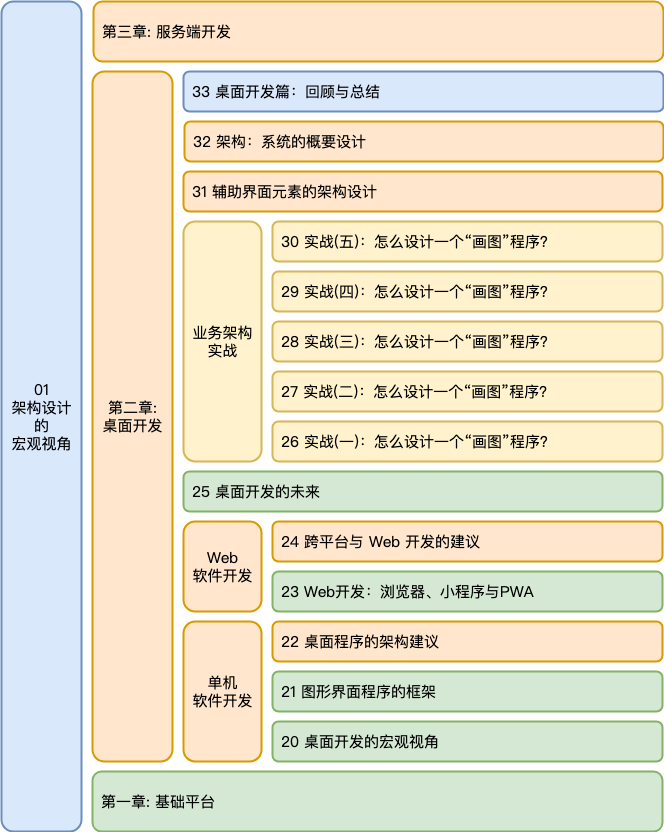 第三章: 服务端开发
33 桌面开发篇：回顾与总结
32 架构：系统的概要设计
31 辅助界面元素的架构设计
30 实战(五)：怎么设计一个“画图”程序?
29 实战(四)：怎么设计一个“画图”程序?
28 实战(三)：怎么设计一个“画图”程序?
27 实战(二)：怎么设计一个“画图”程序?
26 实战(一)：怎么设计一个“画图”程序?
业务架构
实战
01
架构设计
的
宏观视角
第二章:
桌面开发
25 桌面开发的未来
24 跨平台与 Web 开发的建议
Web
软件开发
23 Web开发：浏览器、小程序与PWA
22 桌面程序的架构建议
单机
软件开发
21 图形界面程序的框架
20 桌面开发的宏观视角
第一章: 基础平台